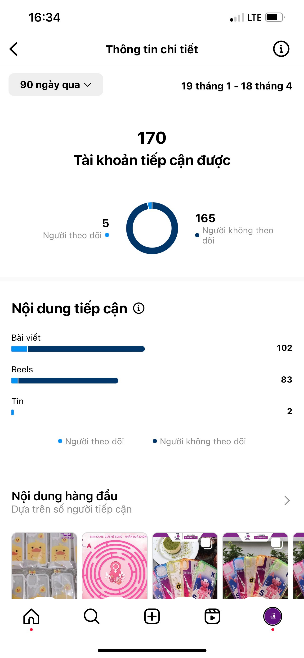 16:34
LTE
Thông tin chi tiết
90 ngày qua
19 tháng 1 - 18 tháng 4
170
Tài khoản tiếp cận được
5
Người theo dõi
165
Người không theo
dõi
Nội dung tiếp cận
Bài viết
102
Reels
83
Tin
2
Người theo dõi
Người không theo dõi
Nội dung hàng đầu
Dựa trên số người tiếp cận